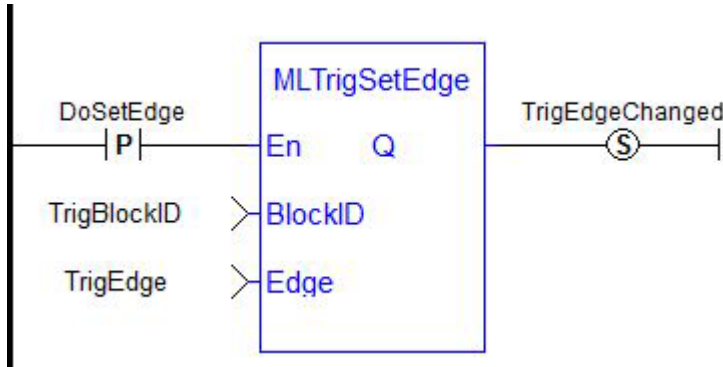 MLTrigSetEdge
DoSetEdge
TrigEdgeChanged
P
En Q
S
TrigBlockID
BlockID
TrigEdge
Edge